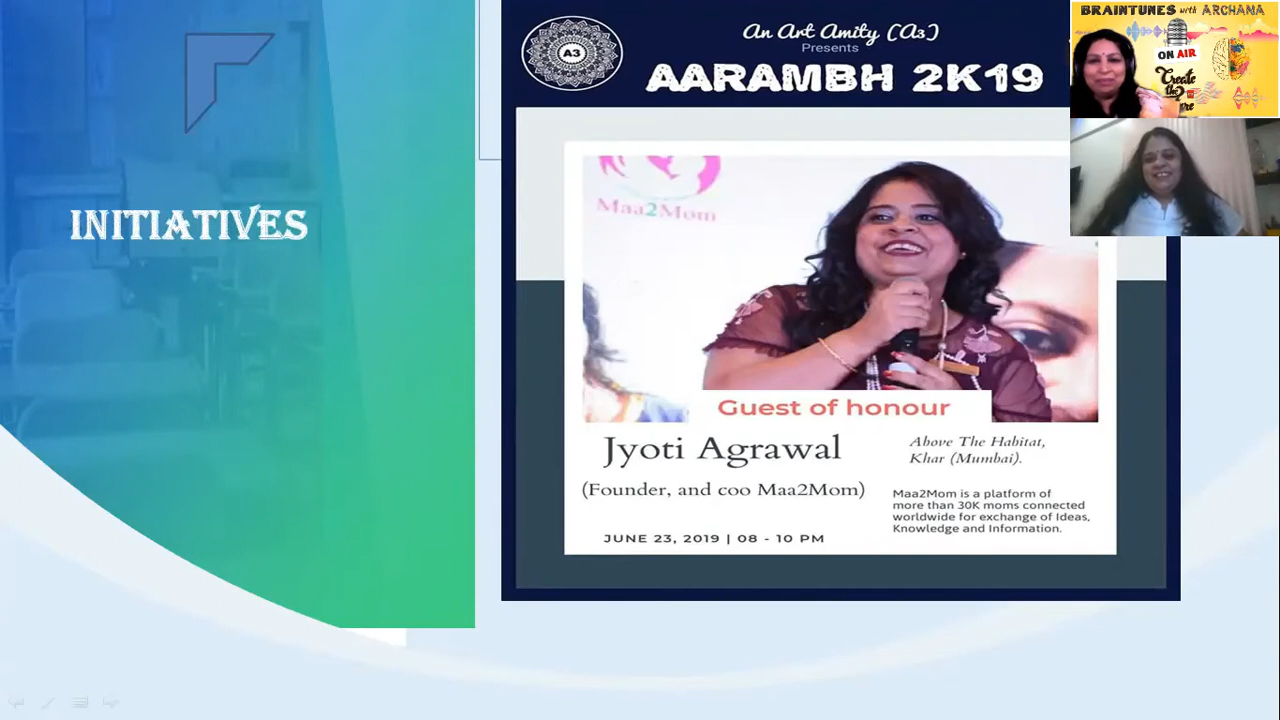 INITIATIVES
An Art Amity (A3)
Presents
AARAMBH 2K19
A3
Maa2Mom
Guest of honour
Jyoti Agrawal
(Founder, and coo Maa2Mom)
JUNE 23, 2019 | 08 - 10 PM
Above The Habitat,
Khar (Mumbai).
Maa2Mom is a platform of
more than 30K moms connected
worldwide for exchange of Ideas,
Knowledge and Information.
BRAINTUNES with ARCHANA
ON AIR
Create
the